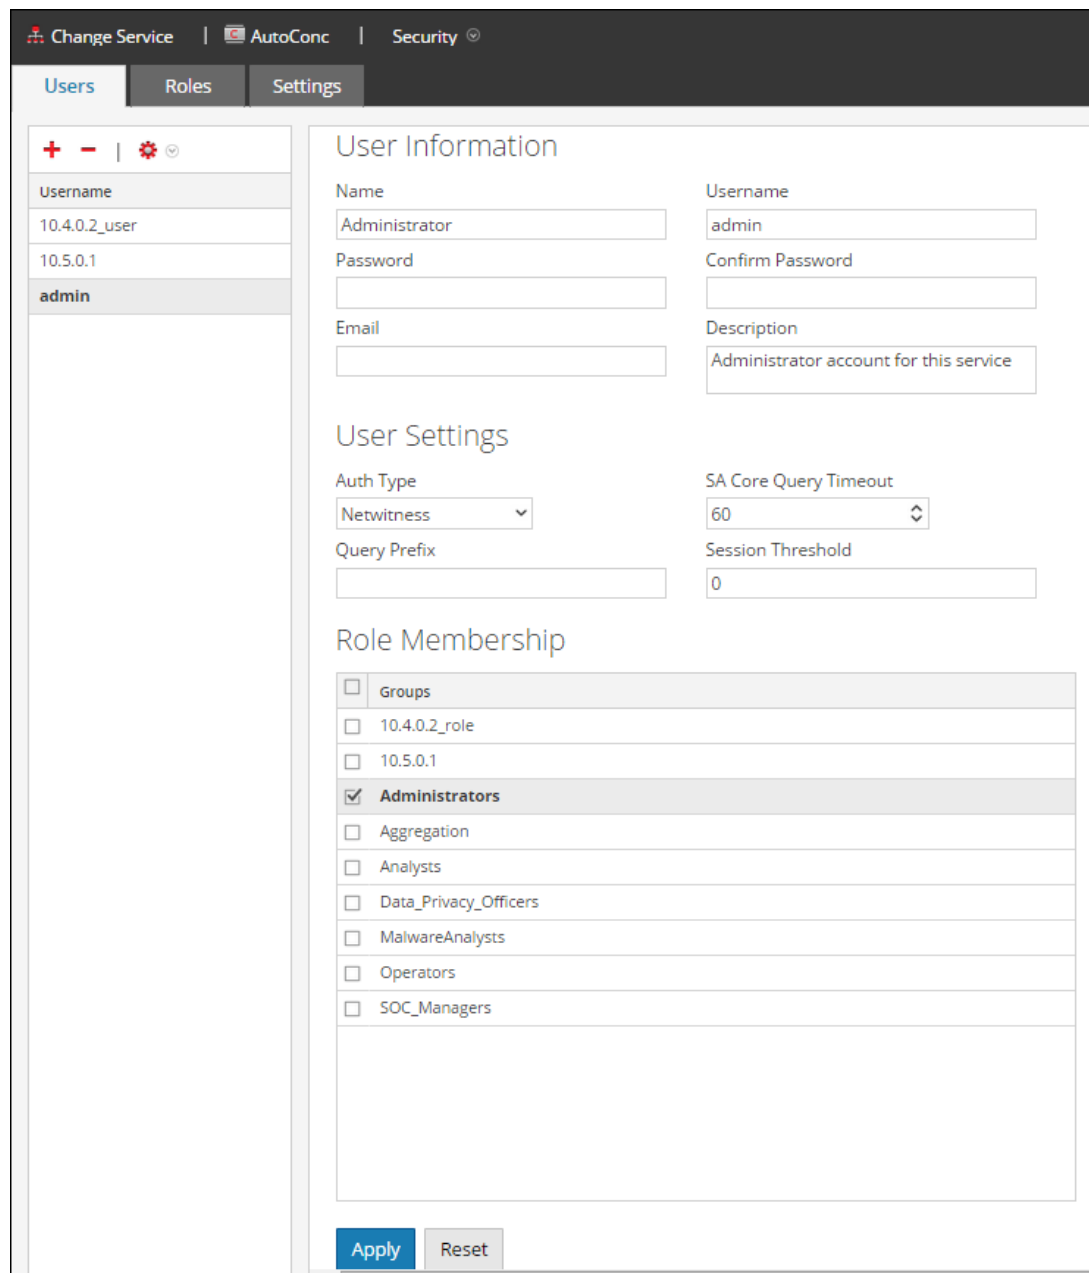 Change Service | C AutoConc | Security
Users Roles Settings
+ − |
Username
10.4.0.2_user
10.5.0.1
admin
User Information
Name Username
Administrator admin
Password Confirm Password
Email Description
Administrator account for this service
User Settings
Auth Type SA Core Query Timeout
Netwitness 60
Query Prefix Session Threshold
0
Role Membership
Groups
10.4.0.2_role
10.5.0.1
Administrators
Aggregation
Analysts
Data_Privacy_Officers
MalwareAnalysts
Operators
SOC_Managers
Apply Reset